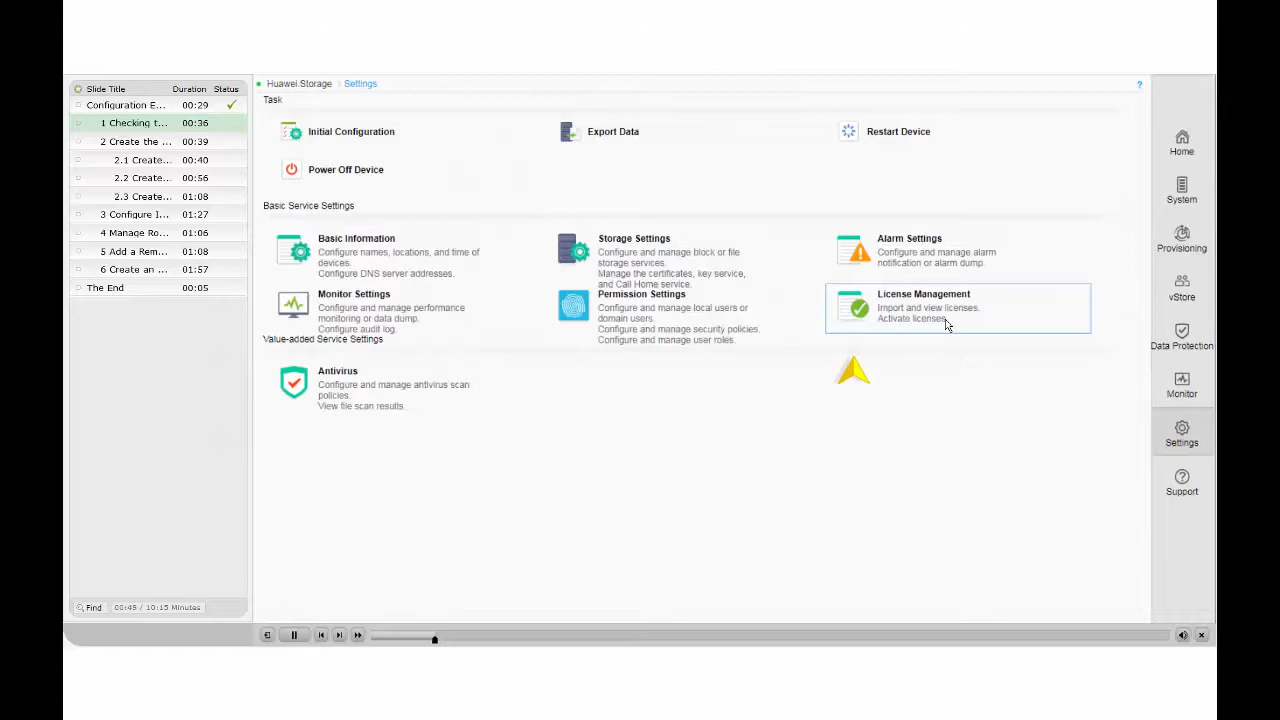 Slide Title Duration Status
Configuration E... 00:29
1 Checking t... 00:36
2 Create the ... 00:39
2.1 Create... 00:40
2.2 Create... 00:56
2.3 Create... 01:08
3 Configure I... 01:27
4 Manage Ro... 01:06
5 Add a Rem... 01:08
6 Create an ... 01:57
The End 00:05
Find 00:49 / 10:15 Minutes
Huawei.Storage > Settings ?
Task
Initial Configuration
Export Data
Restart Device
Power Off Device
Basic Service Settings
Basic Information
Configure names, locations, and time of
devices.
Configure DNS server addresses.
Storage Settings
Configure and manage block or file
storage services.
Manage the certificates, key service,
and Call Home service.
Alarm Settings
Configure and manage alarm
notification or alarm dump.
Monitor Settings
Configure and manage performance
monitoring or data dump.
Configure audit log.
Permission Settings
Configure and manage local users or
domain users.
Configure and manage security policies.
Configure and manage user roles.
License Management
Import and view licenses.
Activate licenses.
Value-added Service Settings
Antivirus
Configure and manage antivirus scan
policies.
View file scan results.
Home
System
Provisioning
vStore
Data Protection
Monitor
Settings
Support